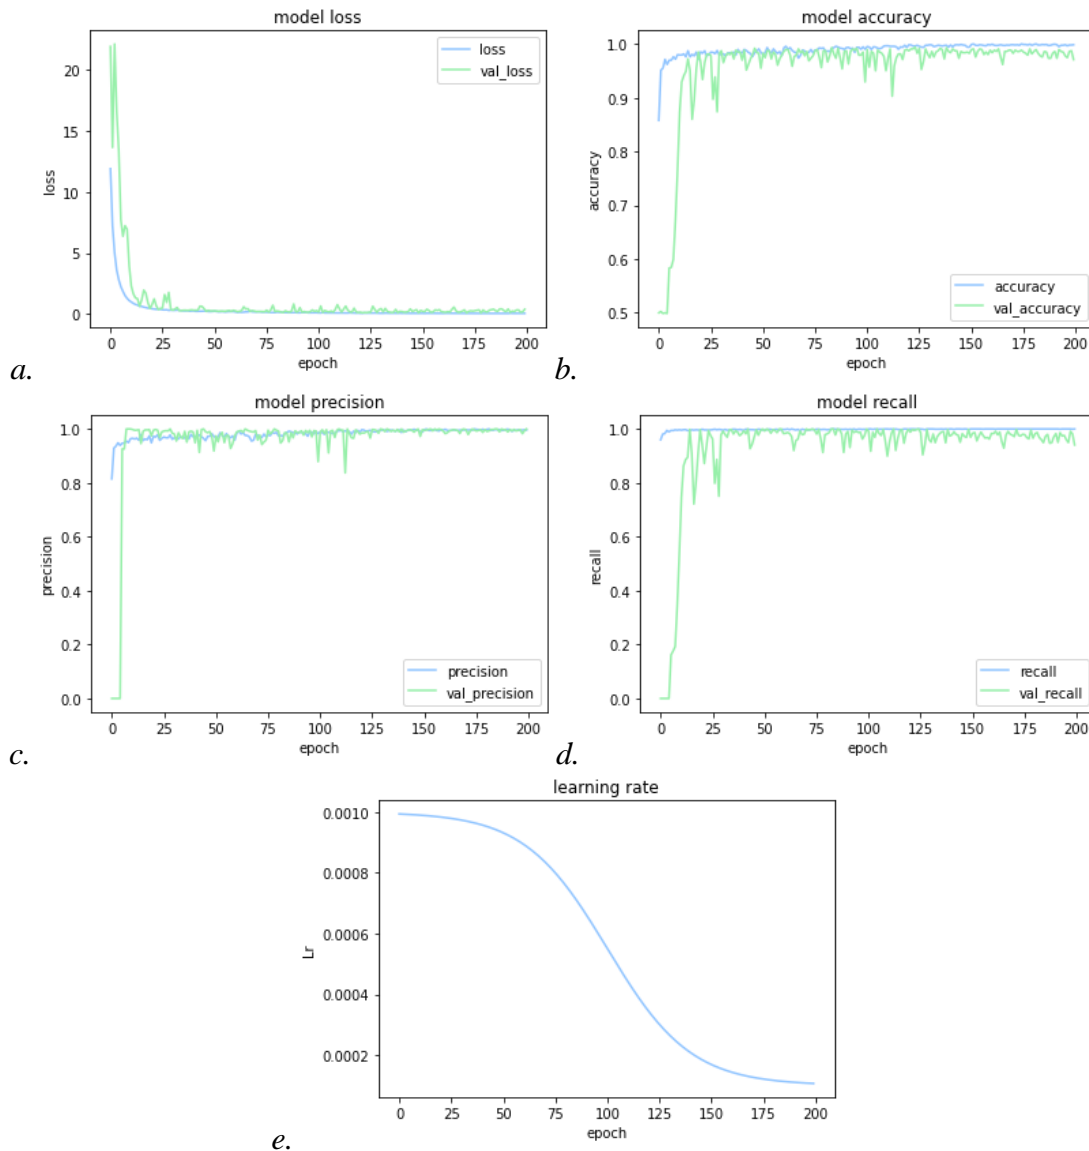 model loss
loss
val_loss
20
15
10
5
0
loss
0 25 50 75 100 125 150 175 200
epoch
a.
model accuracy
1.0
0.9
0.8
0.7
0.6
0.5
accuracy
accuracy
val_accuracy
0 25 50 75 100 125 150 175 200
epoch
b.
model precision
1.0
0.8
0.6
0.4
0.2
0.0
precision
precision
val_precision
0 25 50 75 100 125 150 175 200
epoch
c.
model recall
1.0
0.8
0.6
0.4
0.2
0.0
recall
recall
val_recall
0 25 50 75 100 125 150 175 200
epoch
d.
learning rate
0.0010
0.0008
0.0006
0.0004
0.0002
Lr
0 25 50 75 100 125 150 175 200
epoch
e.